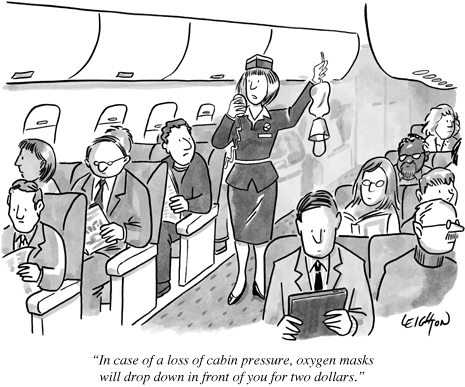 LEIGHTON
“In case of a loss of cabin pressure, oxygen masks
will drop down in front of you for two dollars.”